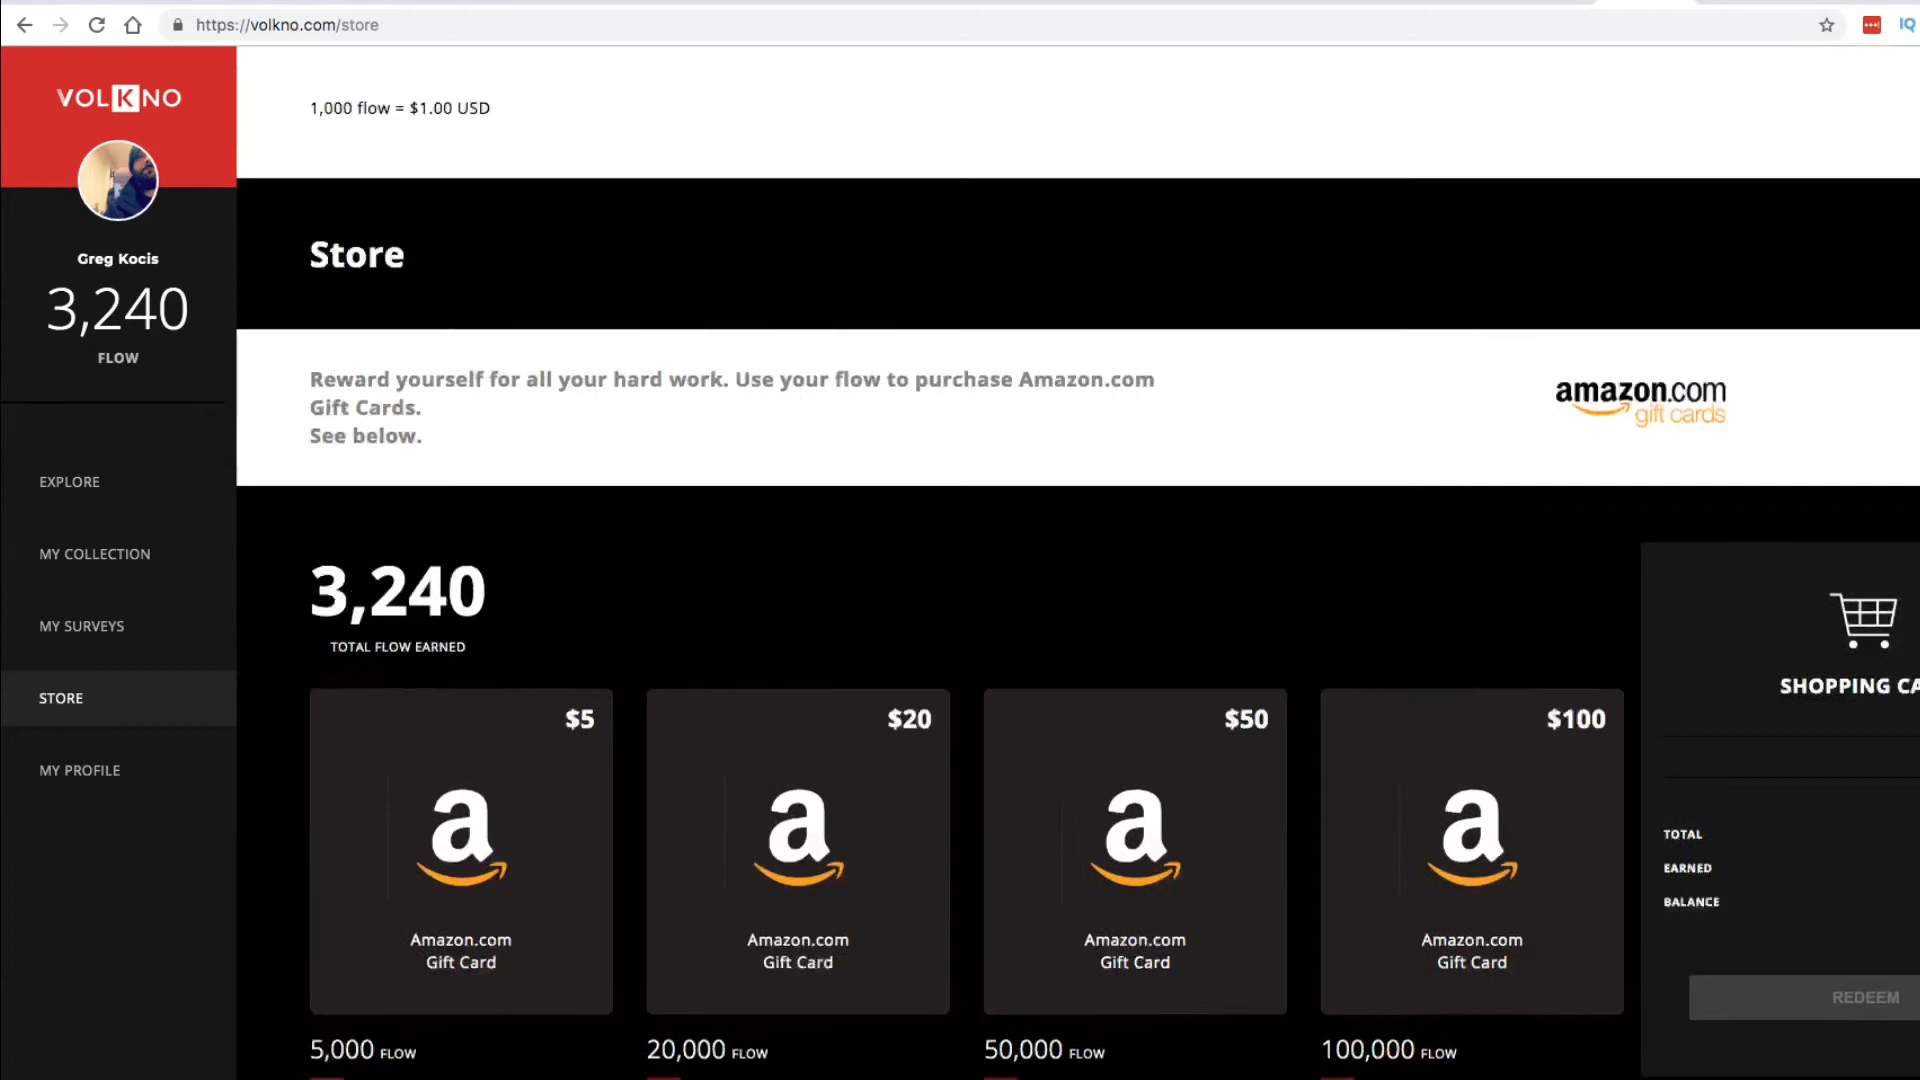 https://volkno.com/store
IQ
VOLKNO
Greg Kocis
3,240
FLOW
EXPLORE
MY COLLECTION
MY SURVEYS
STORE
MY PROFILE
1,000 flow = $1.00 USD
Store
Reward yourself for all your hard work. Use your flow to purchase Amazon.com
Gift Cards.
See below.
amazon.com
gift cards
3,240
TOTAL FLOW EARNED
$5
a
Amazon.com
Gift Card
5,000 FLOW
$20
a
Amazon.com
Gift Card
20,000 FLOW
$50
a
Amazon.com
Gift Card
50,000 FLOW
$100
a
Amazon.com
Gift Card
100,000 FLOW
SHOPPING CA
TOTAL
EARNED
BALANCE
REDEEM